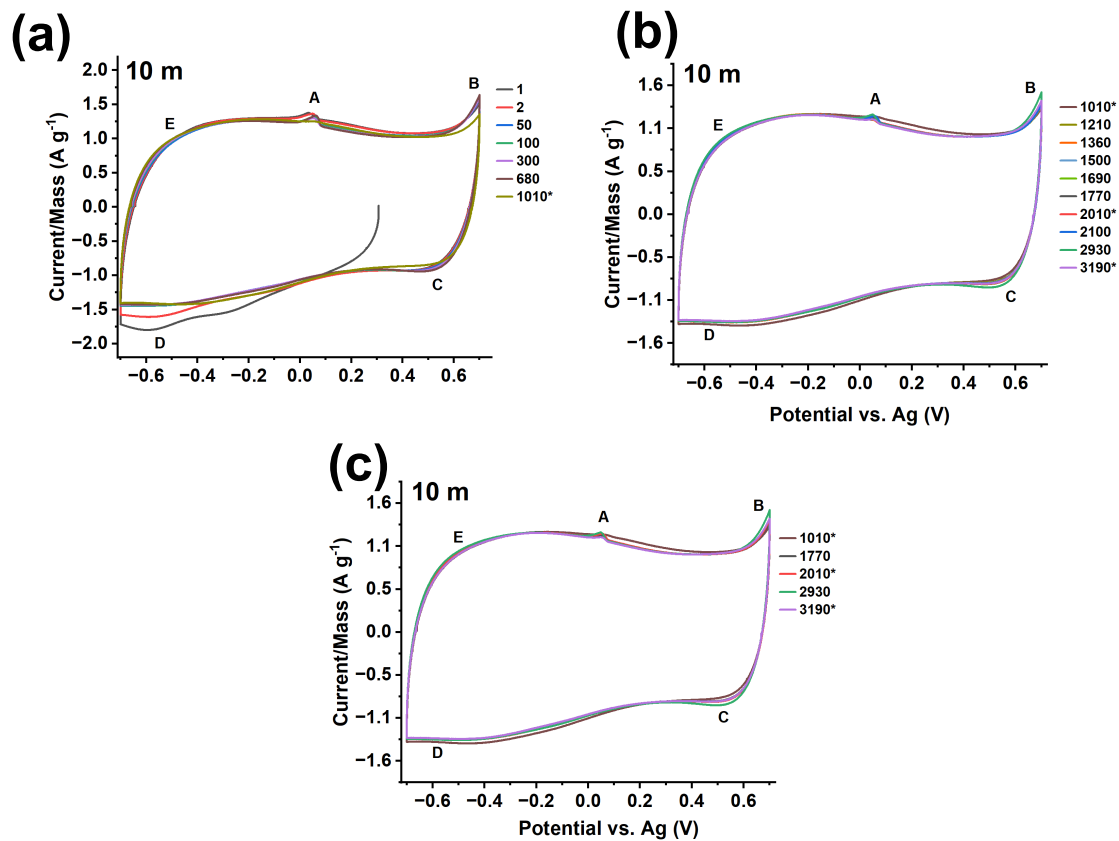 (a)
10 m
Current/Mass (A g-1)
2.0
1.5
1.0
0.5
0.0
−0.5
−1.0
−1.5
−2.0
−0.6 −0.4 −0.2 0.0 0.2 0.4 0.6
A
B
C
D
E
1
2
50
100
300
680
1010*
(b)
10 m
Current/Mass (A g-1)
1.6
1.1
0.5
0.0
−0.5
−1.1
−1.6
−0.6 −0.4 −0.2 0.0 0.2 0.4 0.6
Potential vs. Ag (V)
A
B
C
D
E
1010*
1210
1360
1500
1690
1770
2010*
2100
2930
3190*
(c)
10 m
Current/Mass (A g-1)
1.6
1.1
0.5
0.0
−0.5
−1.1
−1.6
−0.6 −0.4 −0.2 0.0 0.2 0.4 0.6
Potential vs. Ag (V)
A
B
C
D
E
1010*
1770
2010*
2930
3190*